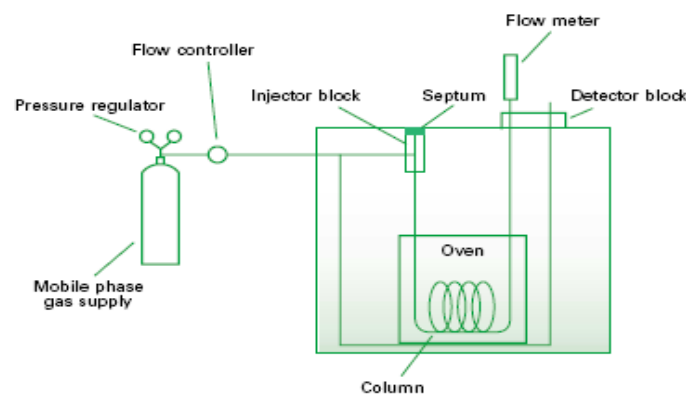 Flow meter
Flow controller
Injector block
Septum
Detector block
Pressure regulator
Oven
Mobile phase
gas supply
Column